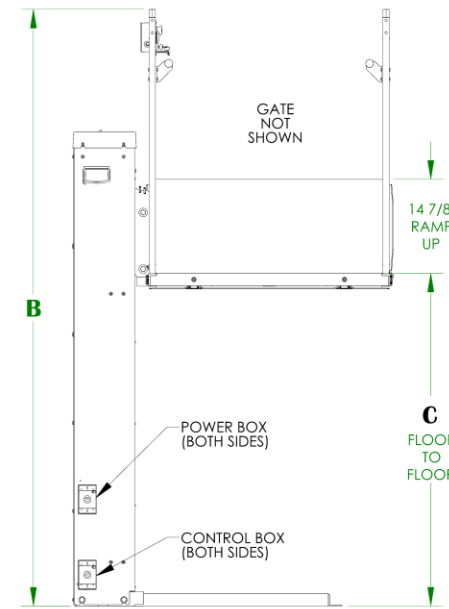 GATE
NOT
SHOWN
14 7/8
RAMP
UP
B
POWER BOX
(BOTH SIDES)
C
FLOOR
TO
FLOOR
CONTROL BOX
(BOTH SIDES)